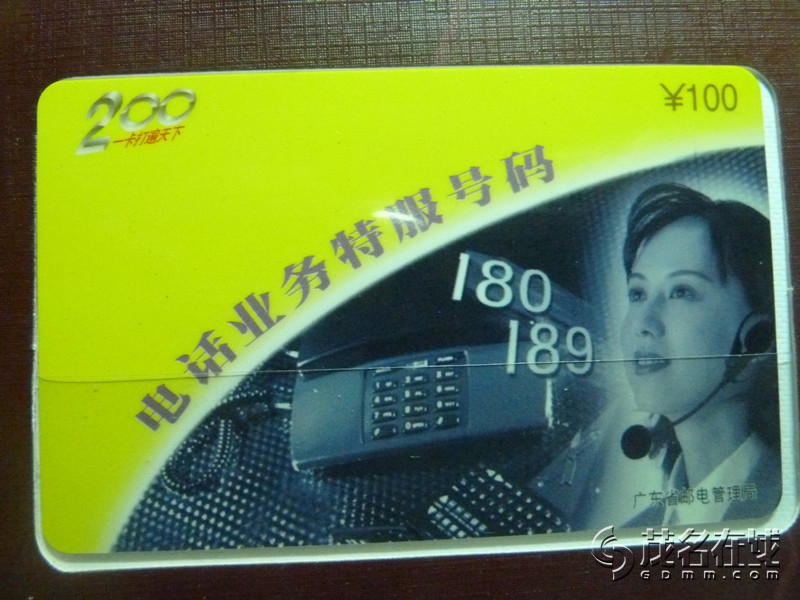 200
¥100
一卡打遍天下
电话业务特服号码
180
189
广东省邮电管理局
茂名在线
GDMM.com